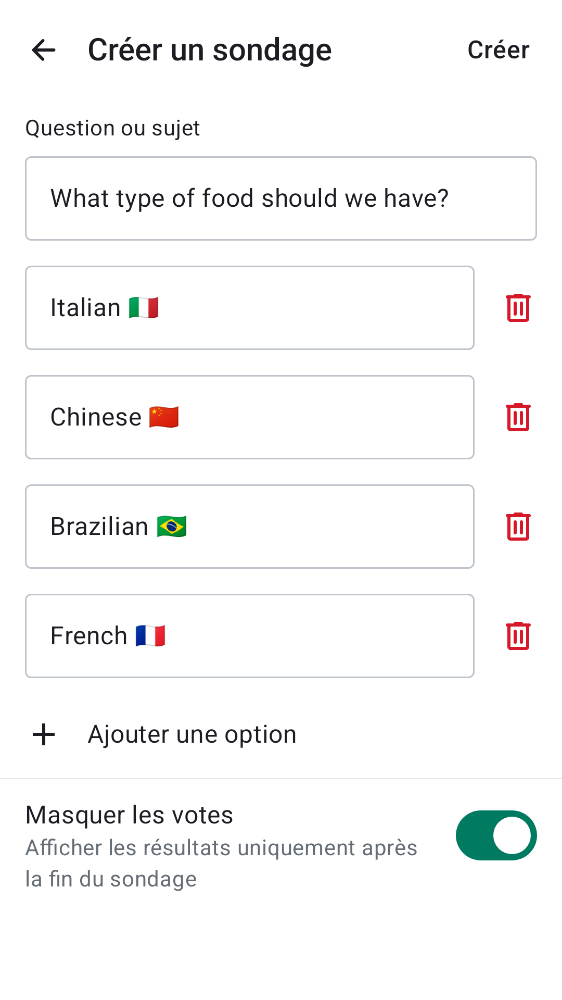 Créer un sondage
Créer
Question ou sujet
What type of food should we have?
Italian 🇮🇹
Chinese 🇨🇳
Brazilian 🇧🇷
French 🇫🇷
Ajouter une option
Masquer les votes
Afficher les résultats uniquement après
la fin du sondage